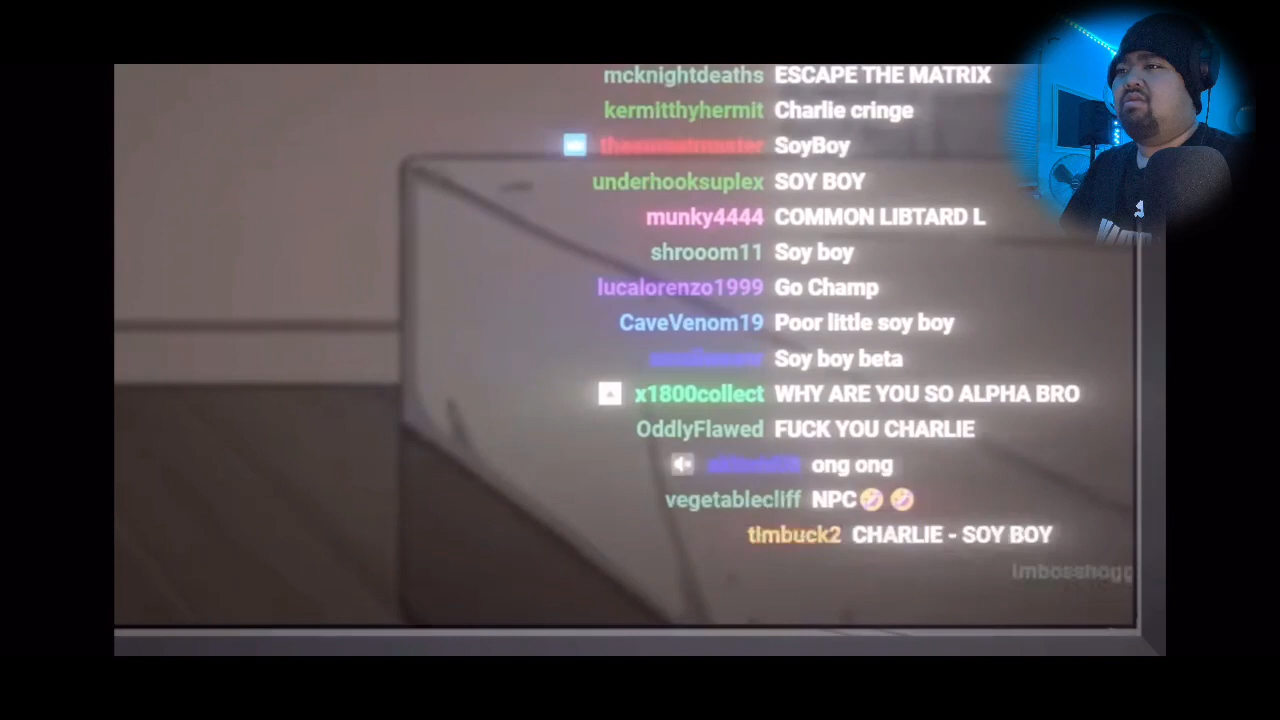 mcknightdeaths ESCAPE THE MATRIX
kermitthyhermit Charlie cringe
SoyBoy
underhooksuplex SOY BOY
munky4444 COMMON LIBTARD L
shrooom11 Soy boy
lucalorenzo1999 Go Champ
CaveVenom19 Poor little soy boy
Soy boy beta
x1800collect WHY ARE YOU SO ALPHA BRO
OddlyFlawed FUCK YOU CHARLIE
ong ong
vegetablecliff NPC🤣 🤣
timbuck2 CHARLIE - SOY BOY
imbosshogg